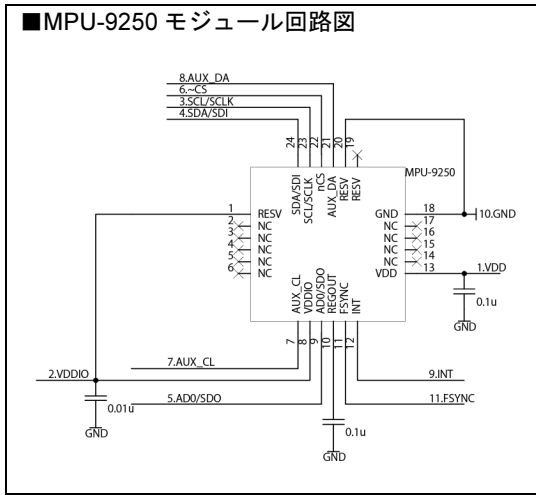 ■MPU-9250 モジュール回路図
8.AUX_DA
6.~CS
3.SCL/SCLK
4.SDA/SDI
24
23
22
21
20
19
MPU-9250
SDA/SDI
SCL/SCLK
nCS
AUX_DA
RESV
RESV
1 RESV
2 NC
3 NC
4 NC
5 NC
6 NC
GND 18 10.GND
NC 17
NC 16
NC 15
NC 14
VDD 13 1.VDD
0.1u
GND
AUX_CL
VDDIO
AD0/SDO
REGOUT
FSYNC
INT
7
8
9
10
11
12
7.AUX_CL
2.VDDIO
9.INT
0.01u
5.AD0/SDO
11.FSYNC
GND
0.1u
GND